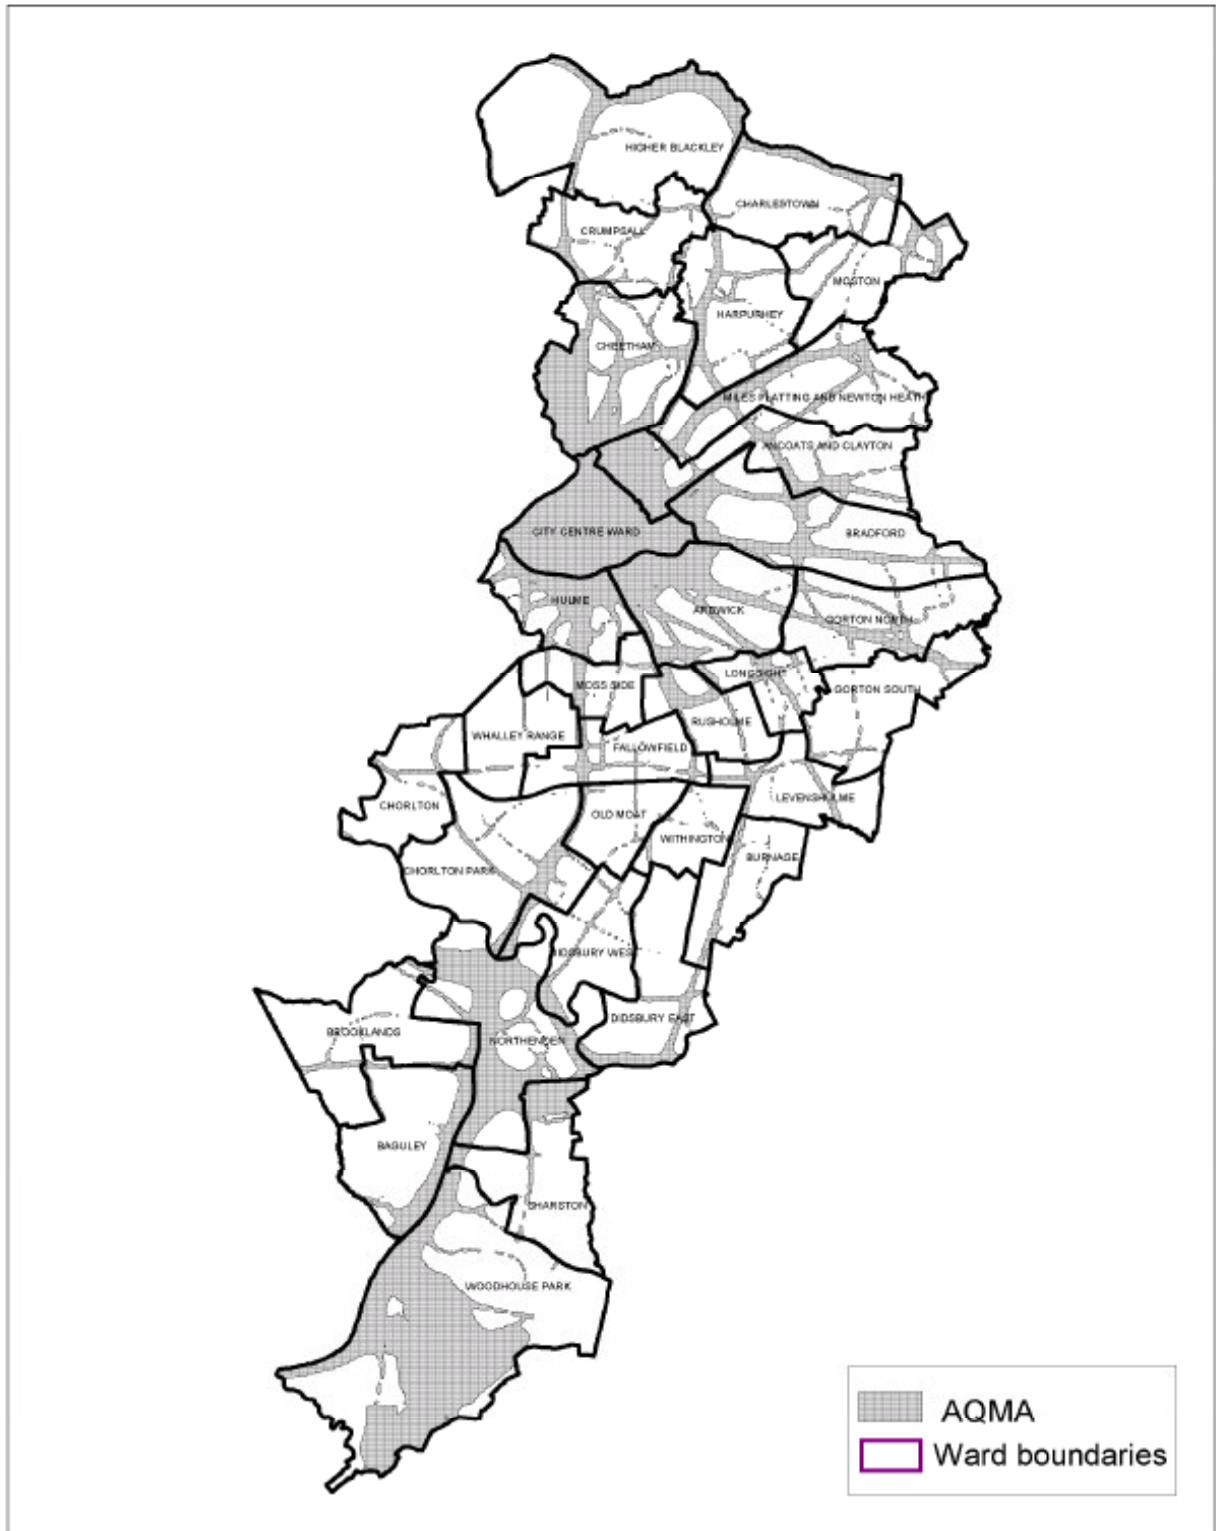 HIGHER BLACKLEY
CHARLESTOWN
CRUMPSALL
MOSTON
HARPURHEY
CHEETHAM
MILES PLATTING AND NEWTON HEATH
ANCOATS AND CLAYTON
CITY CENTRE WARD
BRADFORD
HULME
ARDWICK
GORTON NORTH
LONGSIGHT
MOSS SIDE
GORTON SOUTH
RUSHOLME
WHALLEY RANGE
FALLOWFIELD
LEVENSHULME
CHORLTON
OLD MOAT
WITHINGTON
BURNAGE
CHORLTON PARK
DIDSBURY WEST
DIDSBURY EAST
BROOKLANDS
NORTHENDEN
BAGULEY
SHARSTON
WOODHOUSE PARK
AQMA
Ward boundaries